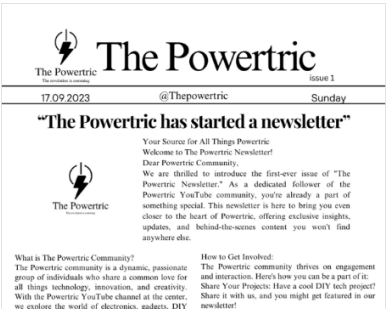 The Powertric
The Powertric
The revolution is comming
issue 1
17.09.2023
@Thepowertric
Sunday
“The Powertric has started a newsletter”
Your Source for All Things Powertric
Welcome to The Powertric Newsletter!
Dear Powertric Community,
We are thrilled to introduce the first-ever issue of "The
Powertric Newsletter." As a dedicated follower of the
Powertric YouTube community, you're already a part of
something special. This newsletter is here to bring you even
closer to the heart of Powertric, offering exclusive insights,
updates, and behind-the-scenes content you won't find
anywhere else.
The Powertric
What is The Powertric Community?
The Powertric community is a dynamic, passionate
group of individuals who share a common love for
all things technology, innovation, and creativity.
With the Powertric YouTube channel at the center,
we explore the world of electronics, gadgets, DIY
How to Get Involved:
The Powertric community thrives on engagement
and interaction. Here's how you can be a part of it:
Share Your Projects: Have a cool DIY tech project?
Share it with us, and you might get featured in our
newsletter!